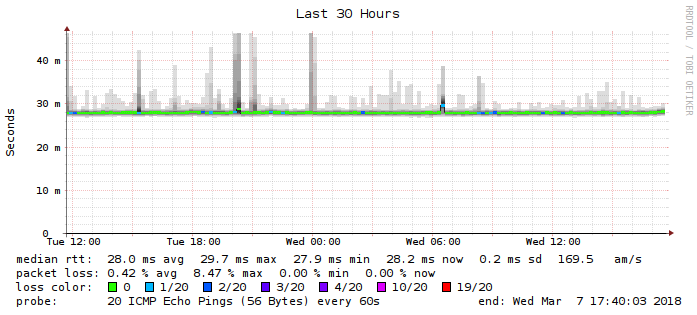 Last 30 Hours
RRDTOOL / TOBI OETIKER
Seconds
40 m
30 m
20 m
10 m
0
Tue 12:00 Tue 18:00 Wed 00:00 Wed 06:00 Wed 12:00
median rtt: 28.0 ms avg 29.7 ms max 27.9 ms min 28.2 ms now 0.2 ms sd 169.5 am/s
packet loss: 0.42 % avg 8.47 % max 0.00 % min 0.00 % now
loss color: 0 1/20 2/20 3/20 4/20 10/20 19/20
probe: 20 ICMP Echo Pings (56 Bytes) every 60s end: Wed Mar 7 17:40:03 2018